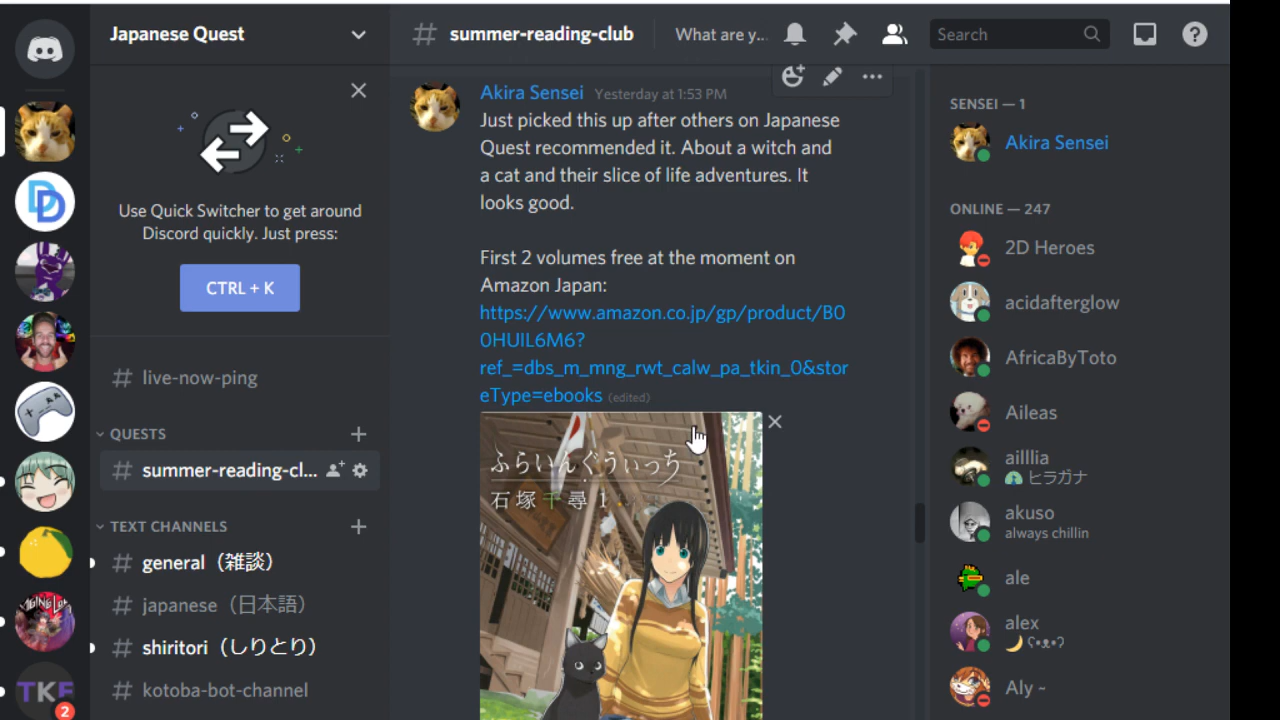 Japanese Quest
Use Quick Switcher to get around
Discord quickly. Just press:
CTRL + K
# live-now-ping
QUESTS
# summer-reading-cl...
TEXT CHANNELS
# general（雑談）
# japanese（日本語）
# shiritori（しりとり）
# kotoba-bot-channel
TKF
2
# summer-reading-club
What are y...
Search
Akira Sensei Yesterday at 1:53 PM
Just picked this up after others on Japanese
Quest recommended it. About a witch and
a cat and their slice of life adventures. It
looks good.
First 2 volumes free at the moment on
Amazon Japan:
https://www.amazon.co.jp/gp/product/B0
0HUIL6M6?
ref_=dbs_m_mng_rwt_calw_pa_tkin_0&stor
eType=ebooks (edited)
ふらいんぐうぃっち
石塚千尋 1
SENSEI — 1
Akira Sensei
ONLINE — 247
2D Heroes
acidafterglow
AfricaByToto
Aileas
ailllia
ヒラガナ
akuso
always chillin
ale
alex
🌙 ʕ•ᴥ•ʔ
Aly ~